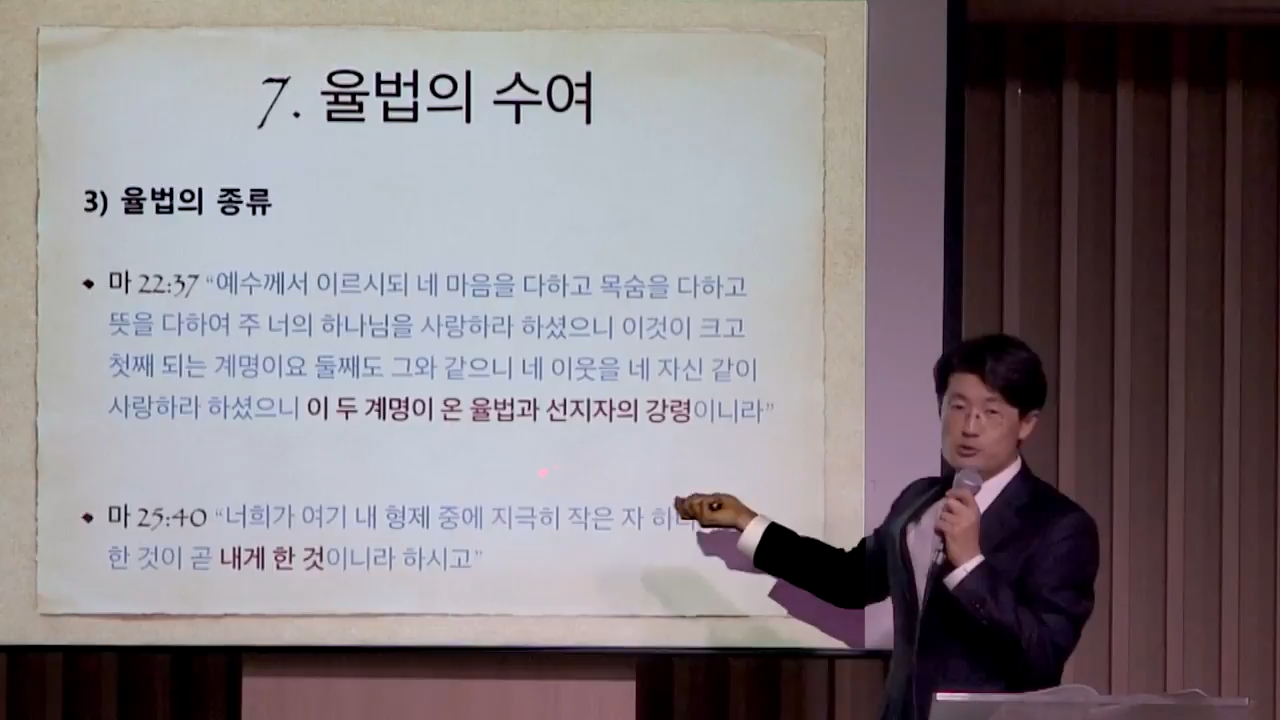 7. 율법의 수여
3) 율법의 종류
◆ 마 22:37 “예수께서 이르시되 네 마음을 다하고 목숨을 다하고
뜻을 다하여 주 너의 하나님을 사랑하라 하셨으니 이것이 크고
첫째 되는 계명이요 둘째도 그와 같으니 네 이웃을 네 자신 같이
사랑하라 하셨으니 이 두 계명이 온 율법과 선지자의 강령이니라”
◆ 마 25:40 “너희가 여기 내 형제 중에 지극히 작은 자
한 것이 곧 내게 한 것이니라 하시고”